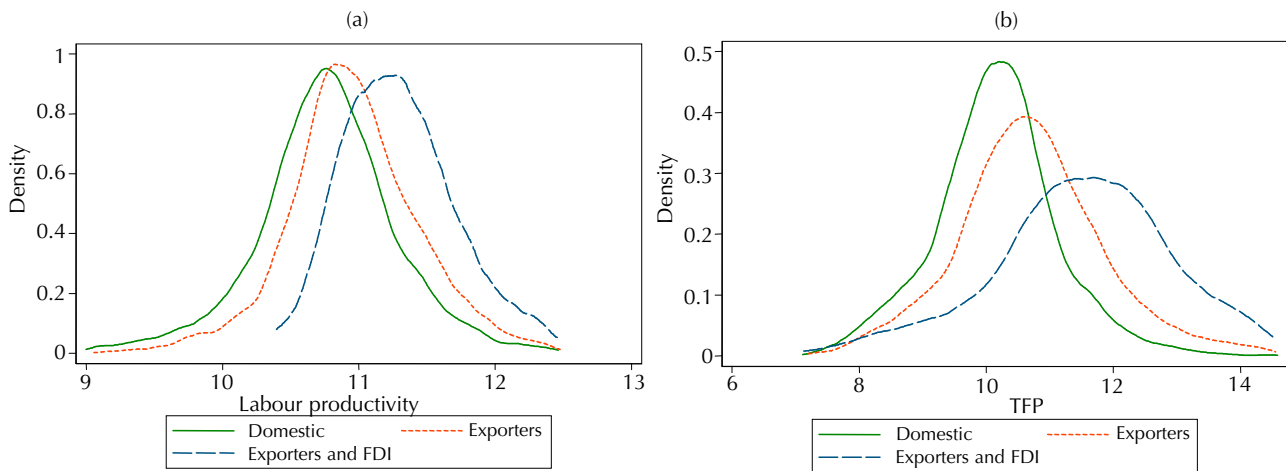 (a)
Density
1
0.8
0.6
0.4
0.2
0
9 10 11 12 13
Labour productivity
Domestic Exporters
Exporters and FDI
(b)
Density
0.5
0.4
0.3
0.2
0.1
0
6 8 10 12 14
TFP
Domestic Exporters
Exporters and FDI